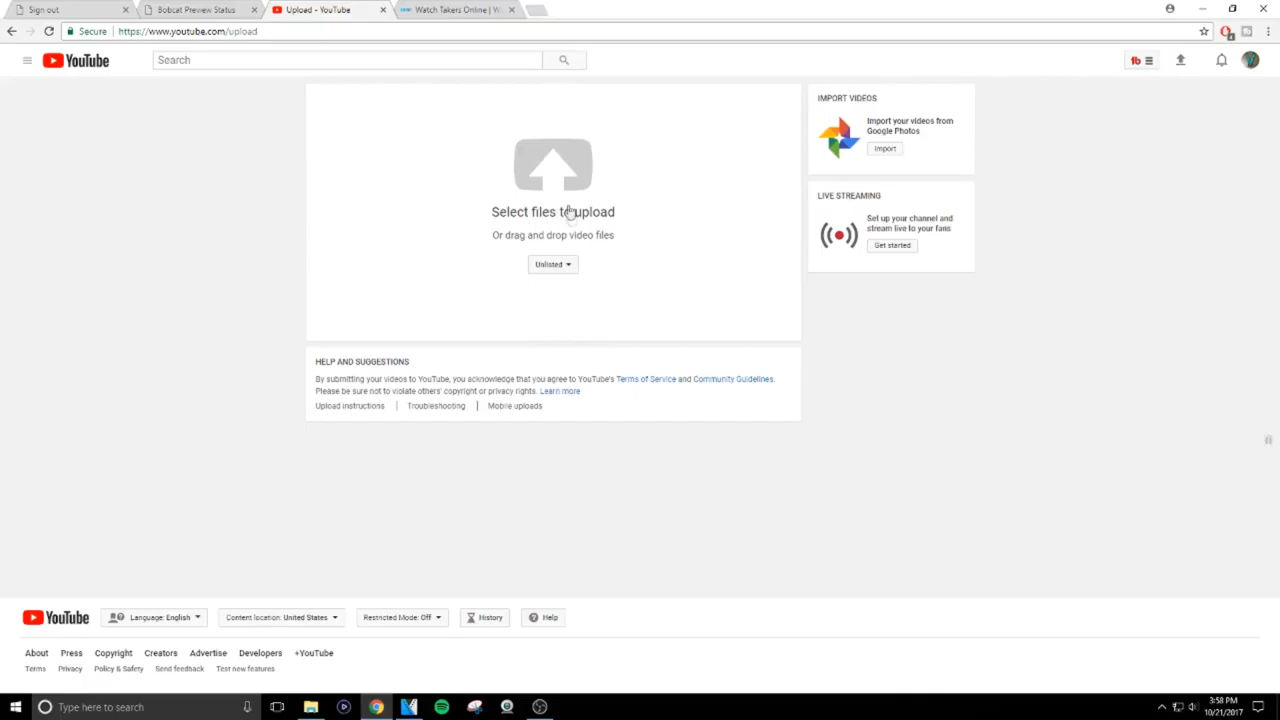 Sign out
Bobcat Preview Status
Upload - YouTube
Watch Takers Online | W
Secure
https://www.youtube.com/upload
YouTube
Search
tb
Select files to upload
Or drag and drop video files
Unlisted
IMPORT VIDEOS
Import your videos from
Google Photos
Import
LIVE STREAMING
Set up your channel and
stream live to your fans
Get started
HELP AND SUGGESTIONS
By submitting your videos to YouTube, you acknowledge that you agree to YouTube's Terms of Service and Community Guidelines.
Please be sure not to violate others' copyright or privacy rights. Learn more
Upload instructions | Troubleshooting | Mobile uploads
YouTube
Language: English
Content location: United States
Restricted Mode: Off
History
Help
About Press Copyright Creators Advertise Developers +YouTube
Terms Privacy Policy & Safety Send feedback Test new features
Type here to search
3:58 PM
10/21/2017